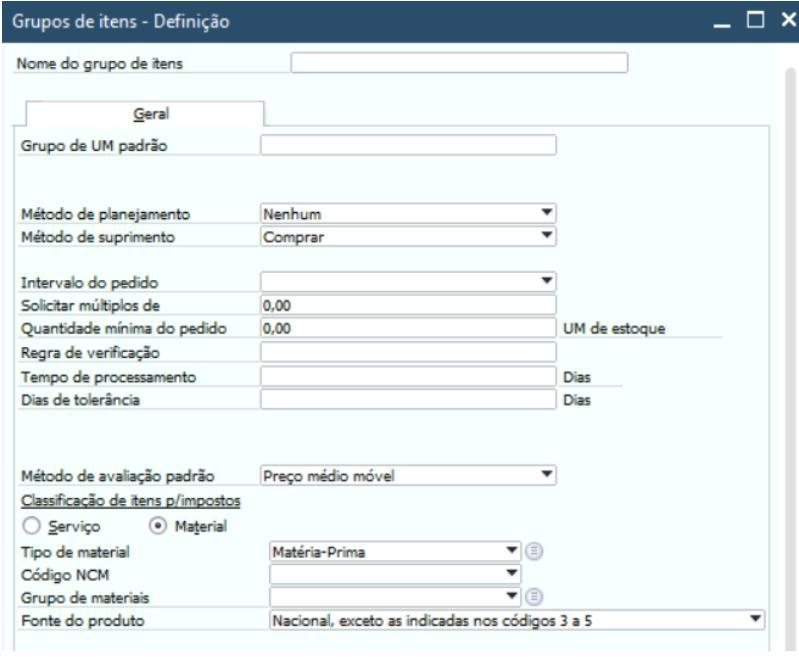 Grupos de itens - Definição
Nome do grupo de itens
Geral
Grupo de UM padrão
Método de planejamento Nenhum
Método de suprimento Comprar
Intervalo do pedido
Solicitar múltiplos de 0,00
Quantidade mínima do pedido 0,00 UM de estoque
Regra de verificação
Tempo de processamento Dias
Dias de tolerância Dias
Método de avaliação padrão Preço médio móvel
Classificação de itens p/impostos
Serviço Material
Tipo de material Matéria-Prima
Código NCM
Grupo de materiais
Fonte do produto Nacional, exceto as indicadas nos códigos 3 a 5